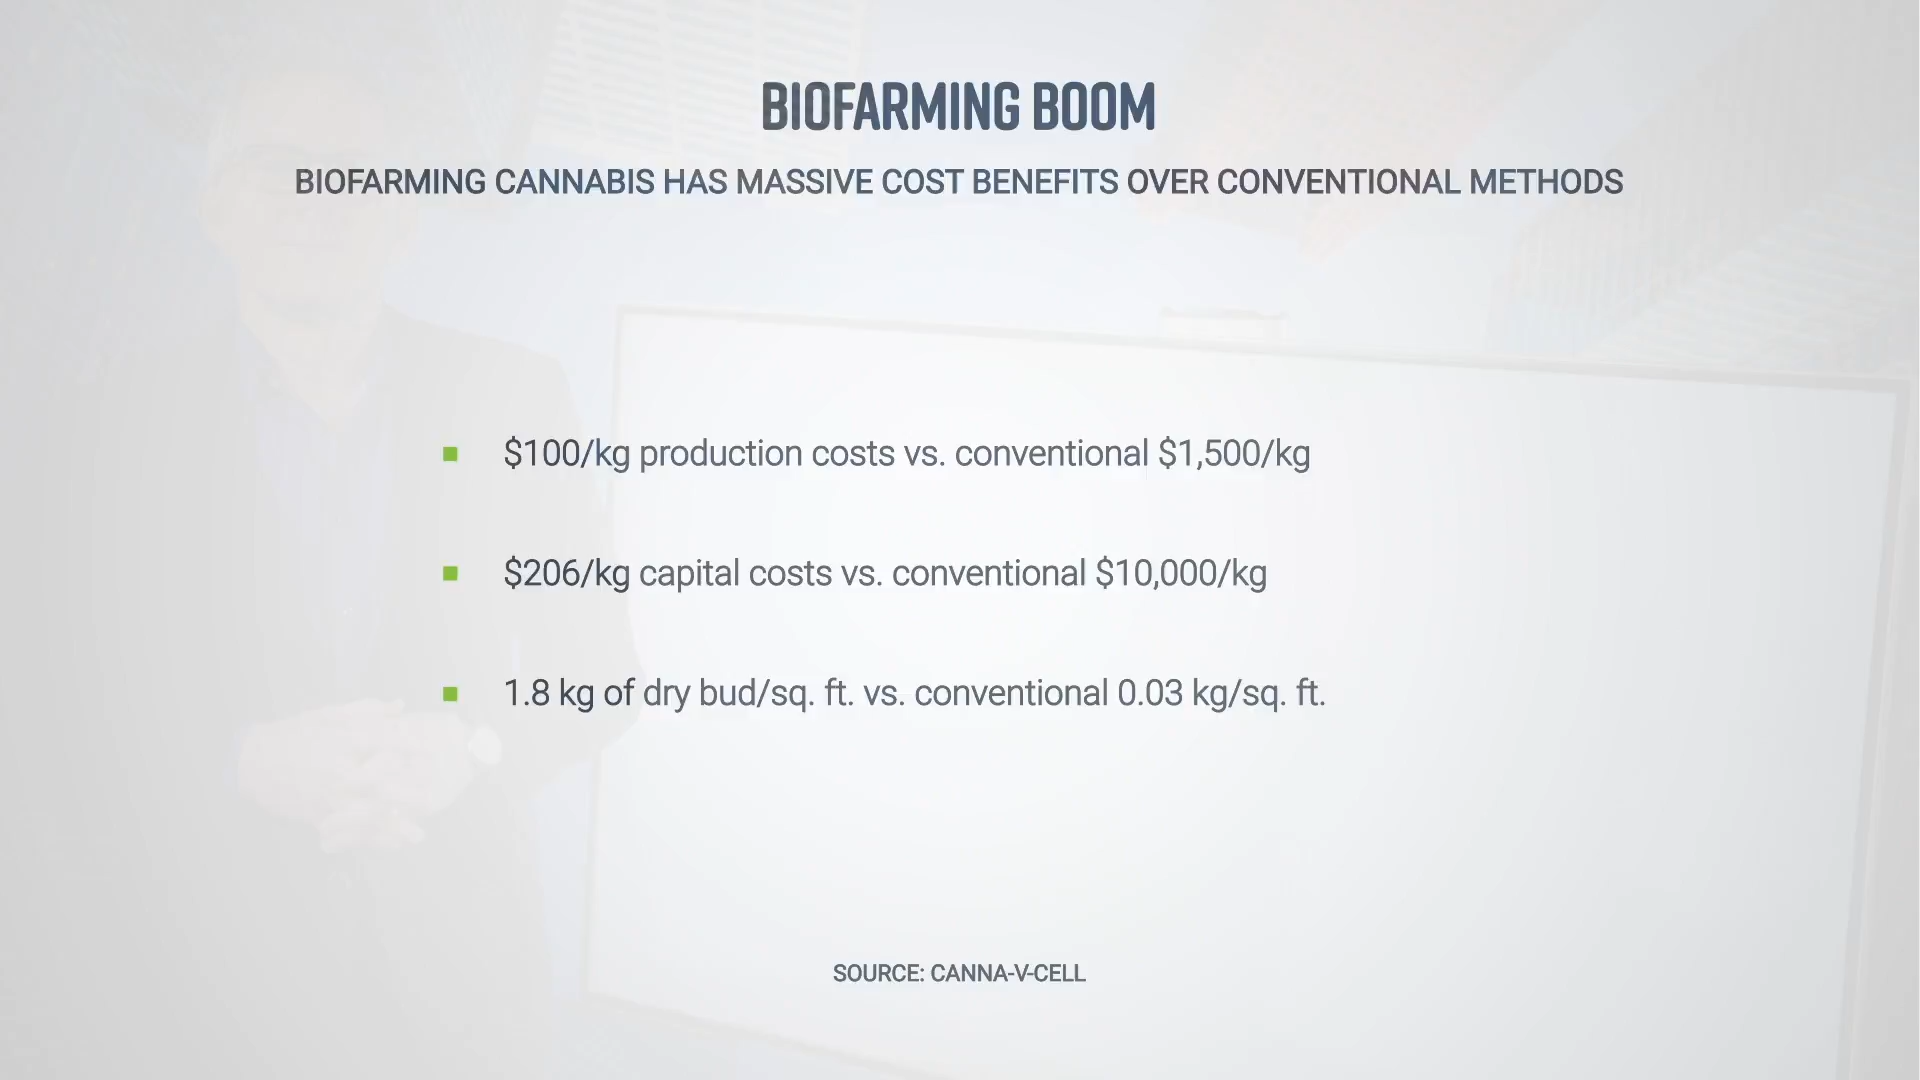 BIOFARMING BOOM
BIOFARMING CANNABIS HAS MASSIVE COST BENEFITS OVER CONVENTIONAL METHODS
$100/kg production costs vs. conventional $1,500/kg
$206/kg capital costs vs. conventional $10,000/kg
1.8 kg of dry bud/sq. ft. vs. conventional 0.03 kg/sq. ft.
SOURCE: CANNA-V-CELL